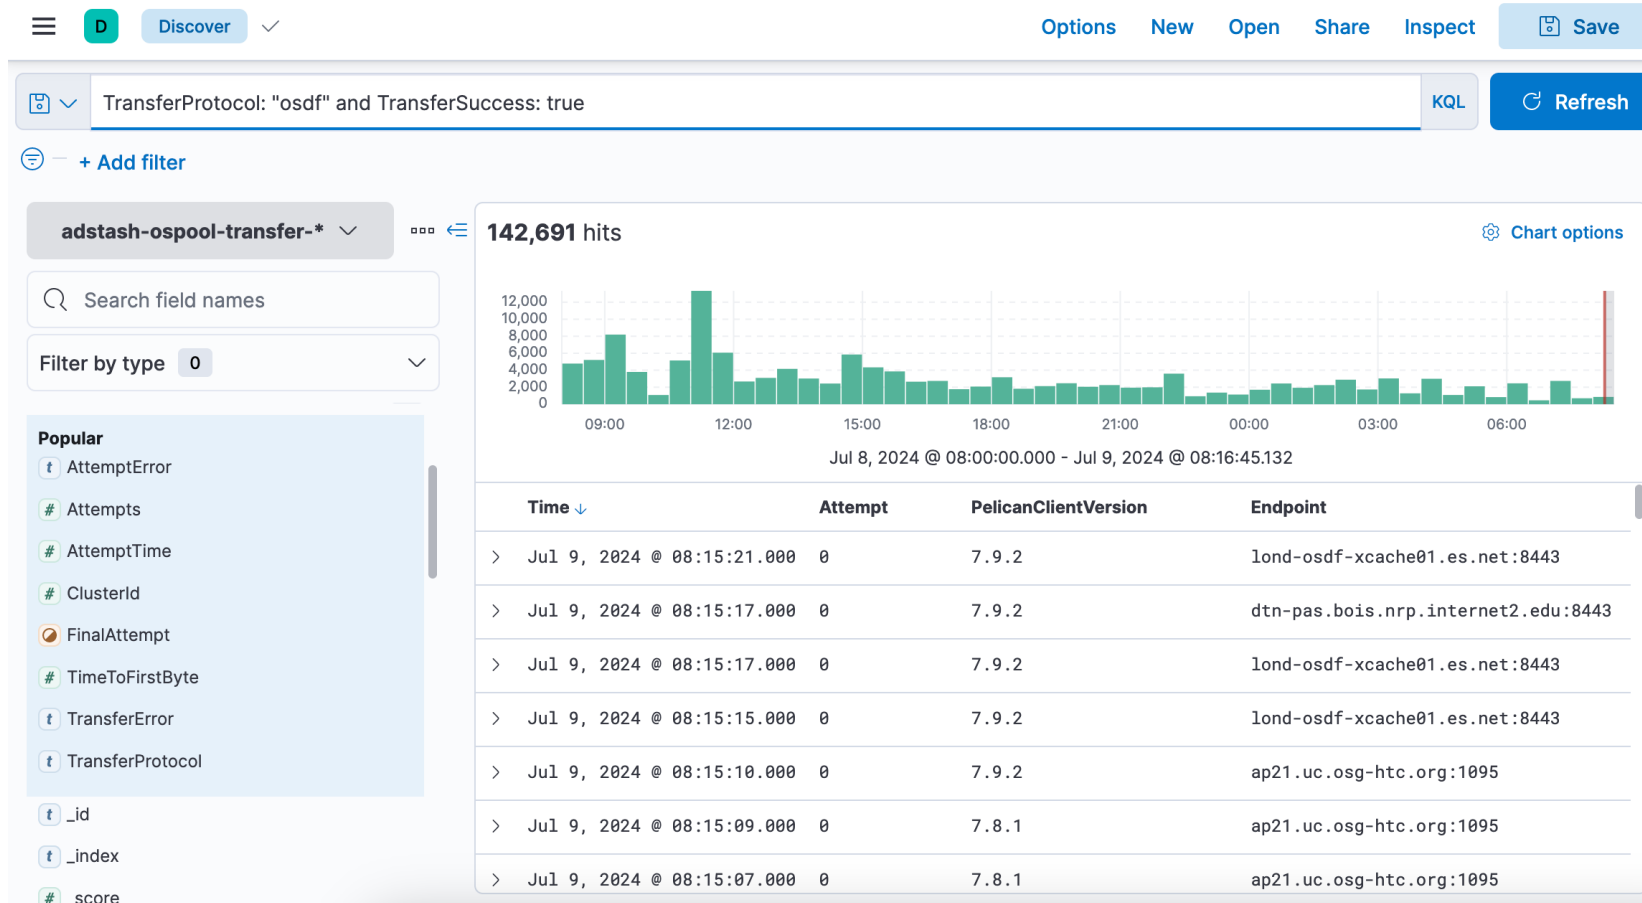 D Discover Options New Open Share Inspect Save
TransferProtocol: "osdf" and TransferSuccess: true KQL Refresh
+ Add filter
adstash-ospool-transfer-*
Search field names
Filter by type 0
Popular
t AttemptError
# Attempts
# AttemptTime
# ClusterId
FinalAttempt
# TimeToFirstByte
t TransferError
t TransferProtocol
t _id
t _index
# _score
142,691 hits Chart options
12,000
10,000
8,000
6,000
4,000
2,000
0
09:00 12:00 15:00 18:00 21:00 00:00 03:00 06:00
Jul 8, 2024 @ 08:00:00.000 - Jul 9, 2024 @ 08:16:45.132
Time Attempt PelicanClientVersion Endpoint
Jul 9, 2024 @ 08:15:21.000 0 7.9.2 lond-osdf-xcache01.es.net:8443
Jul 9, 2024 @ 08:15:17.000 0 7.9.2 dtn-pas.bois.nrp.internet2.edu:8443
Jul 9, 2024 @ 08:15:17.000 0 7.9.2 lond-osdf-xcache01.es.net:8443
Jul 9, 2024 @ 08:15:15.000 0 7.9.2 lond-osdf-xcache01.es.net:8443
Jul 9, 2024 @ 08:15:10.000 0 7.9.2 ap21.uc.osg-htc.org:1095
Jul 9, 2024 @ 08:15:09.000 0 7.8.1 ap21.uc.osg-htc.org:1095
Jul 9, 2024 @ 08:15:07.000 0 7.8.1 ap21.uc.osg-htc.org:1095